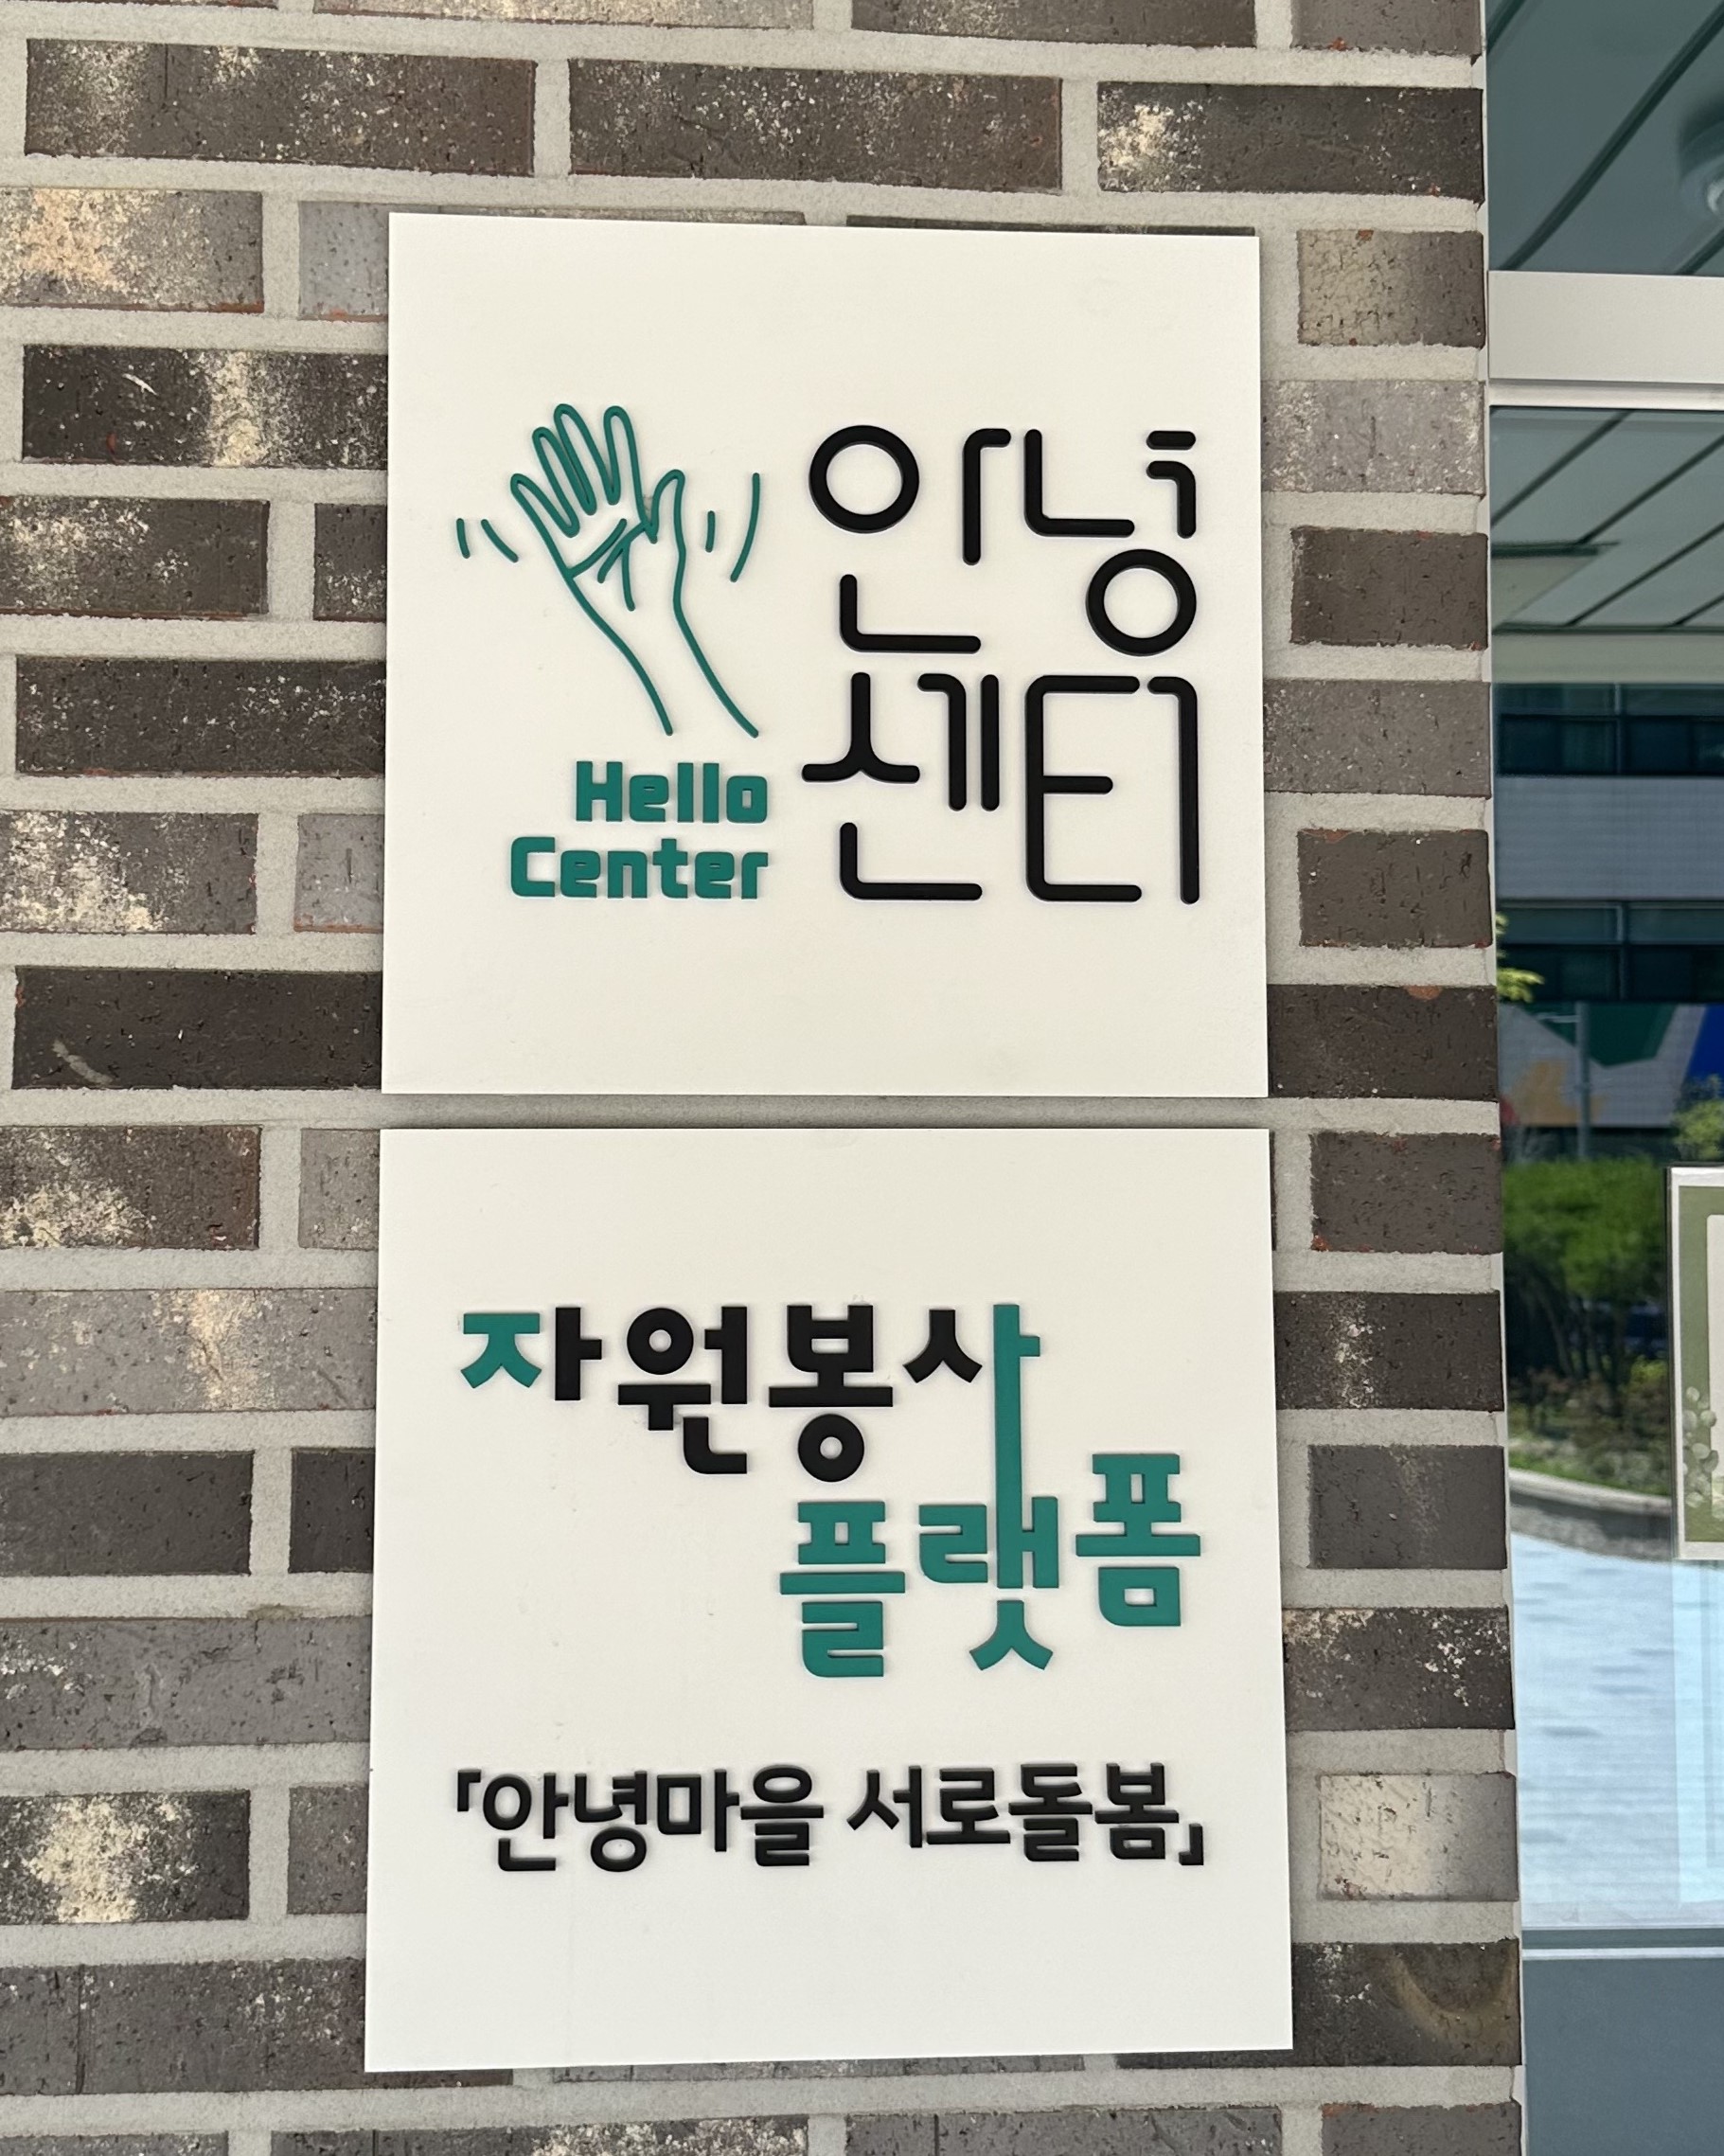 안녕
센터
Hello
Center
자원봉사
플랫폼
「안녕마을 서로돌봄」